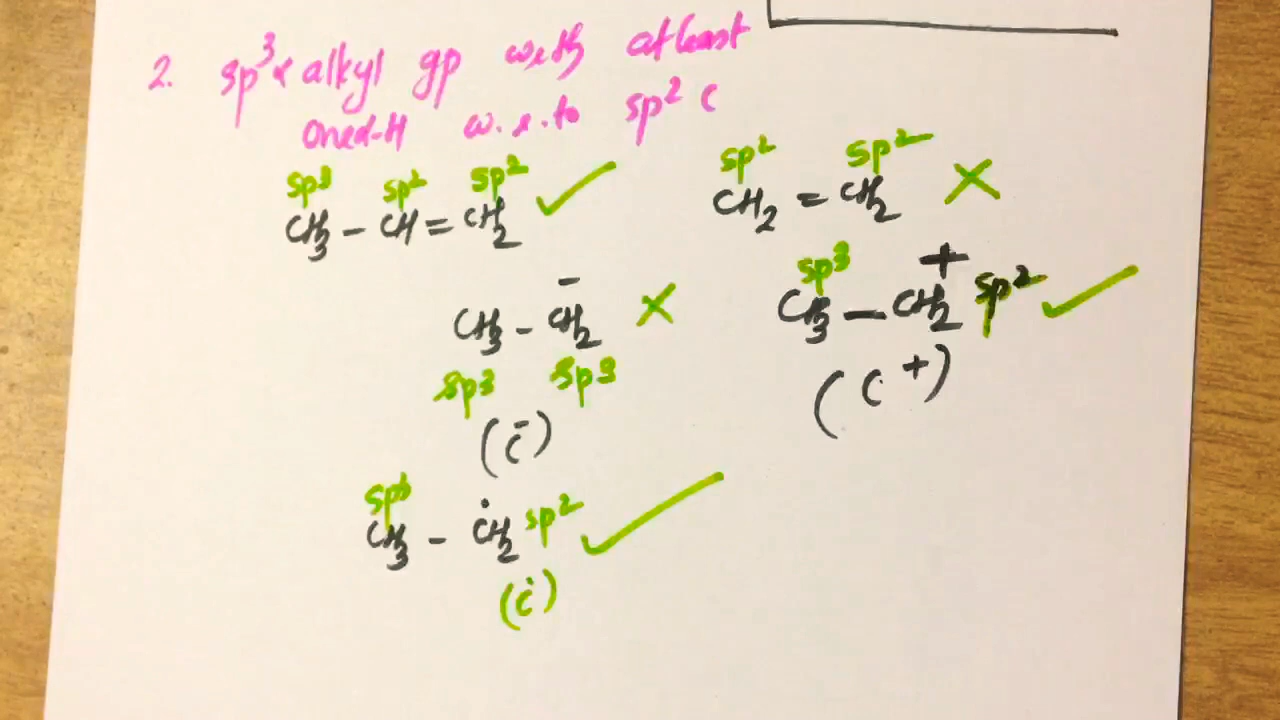 2. sp³ α alkyl gp with atleast
one α-H w.r.to sp² C
sp3 sp2 sp2
CH₃ - CH = CH₂ ✓
sp2 sp2
CH₂ = CH₂ ✗
CH₃ - C̄H₂ ✗
sp3 sp3
(C̄)
sp3 +
CH₃ — CH₂ sp2 ✓
(C⁺)
sp3
CH₃ - ĊH₂ sp2 ✓
(Ċ)